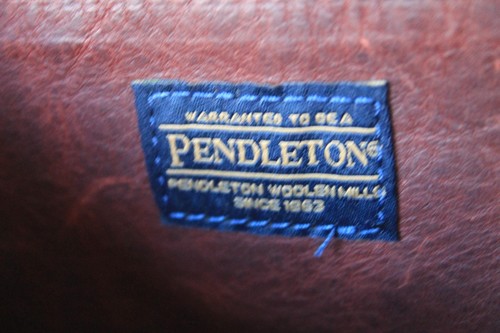 WARRANTED TO BE A
PENDLETON®
PENDLETON WOOLEN MILLS
SINCE 1863